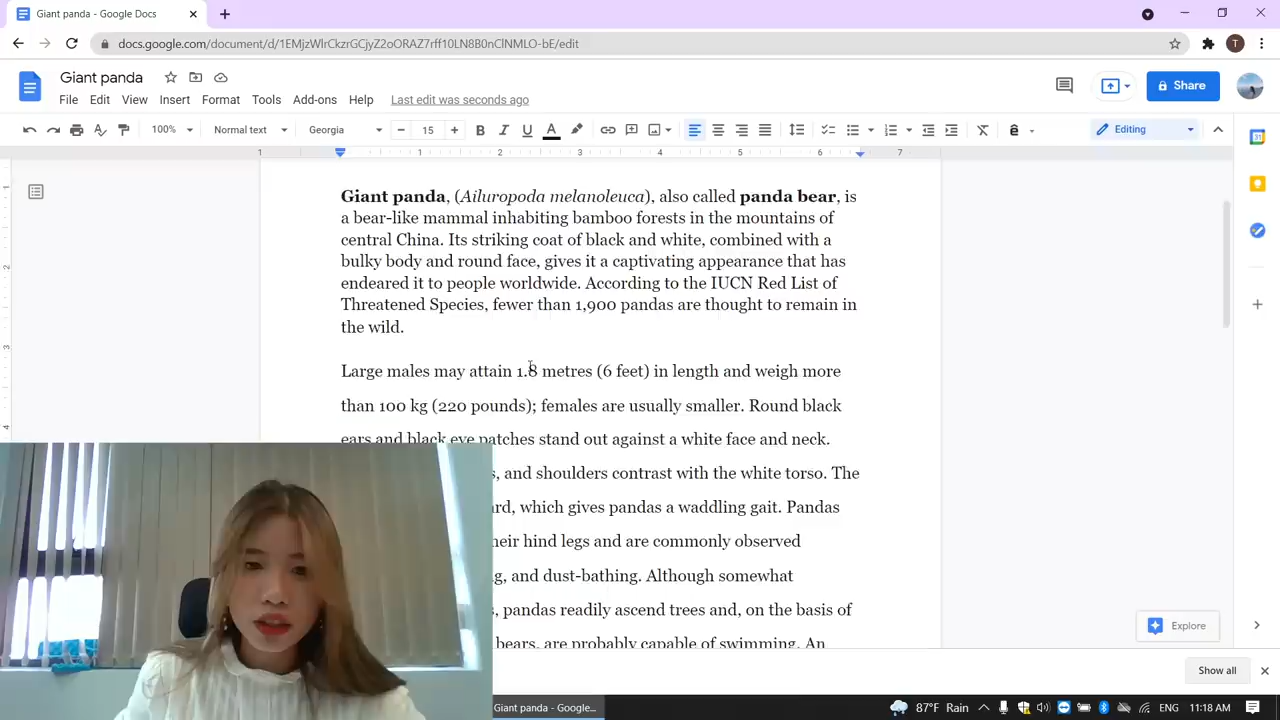 Giant panda - Google Docs
docs.google.com/document/d/1EMjzWlrCkzrGCjyZ2oORAZ7rff10LN8B0nClNMLO-bE/edit
T
Giant panda
File Edit View Insert Format Tools Add-ons Help Last edit was seconds ago
Share
100% Normal text Georgia 15 B I U A Editing
1 1 2 3 4 5 6 7
Giant panda, (Ailuropoda melanoleuca), also called panda bear, is
a bear-like mammal inhabiting bamboo forests in the mountains of
central China. Its striking coat of black and white, combined with a
bulky body and round face, gives it a captivating appearance that has
endeared it to people worldwide. According to the IUCN Red List of
Threatened Species, fewer than 1,900 pandas are thought to remain in
the wild.
Large males may attain 1.8 metres (6 feet) in length and weigh more
than 100 kg (220 pounds); females are usually smaller. Round black
ears and black eye patches stand out against a white face and neck.
, and shoulders contrast with the white torso. The
, which gives pandas a waddling gait. Pandas
heir hind legs and are commonly observed
g, and dust-bathing. Although somewhat
, pandas readily ascend trees and, on the basis of
bears, are probably capable of swimming. An
Explore
Show all
Giant panda - Google...
87°F Rain ENG 11:18 AM